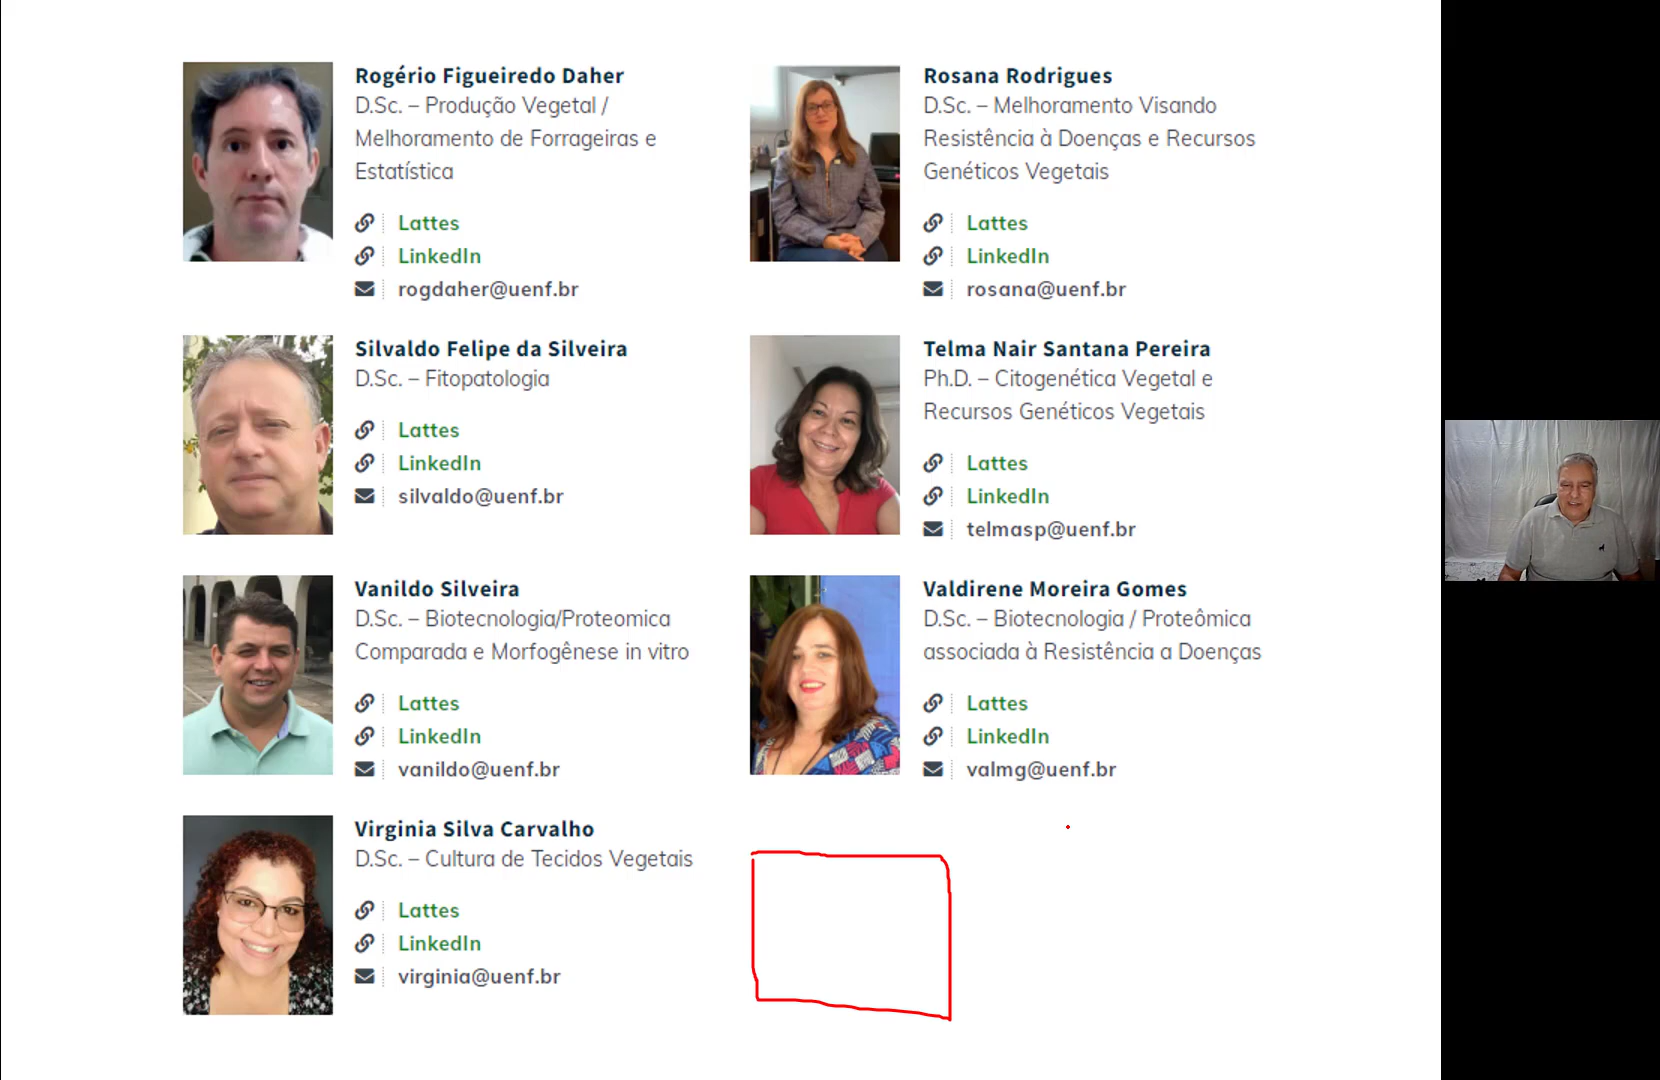 Rogério Figueiredo Daher
D.Sc. – Produção Vegetal /
Melhoramento de Forrageiras e
Estatística
Lattes
LinkedIn
rogdaher@uenf.br
Rosana Rodrigues
D.Sc. – Melhoramento Visando
Resistência à Doenças e Recursos
Genéticos Vegetais
Lattes
LinkedIn
rosana@uenf.br
Silvaldo Felipe da Silveira
D.Sc. – Fitopatologia
Lattes
LinkedIn
silvaldo@uenf.br
Telma Nair Santana Pereira
Ph.D. – Citogenética Vegetal e
Recursos Genéticos Vegetais
Lattes
LinkedIn
telmasp@uenf.br
Vanildo Silveira
D.Sc. – Biotecnologia/Proteomica
Comparada e Morfogênese in vitro
Lattes
LinkedIn
vanildo@uenf.br
Valdirene Moreira Gomes
D.Sc. – Biotecnologia / Proteômica
associada à Resistência a Doenças
Lattes
LinkedIn
valmg@uenf.br
Virginia Silva Carvalho
D.Sc. – Cultura de Tecidos Vegetais
Lattes
LinkedIn
virginia@uenf.br